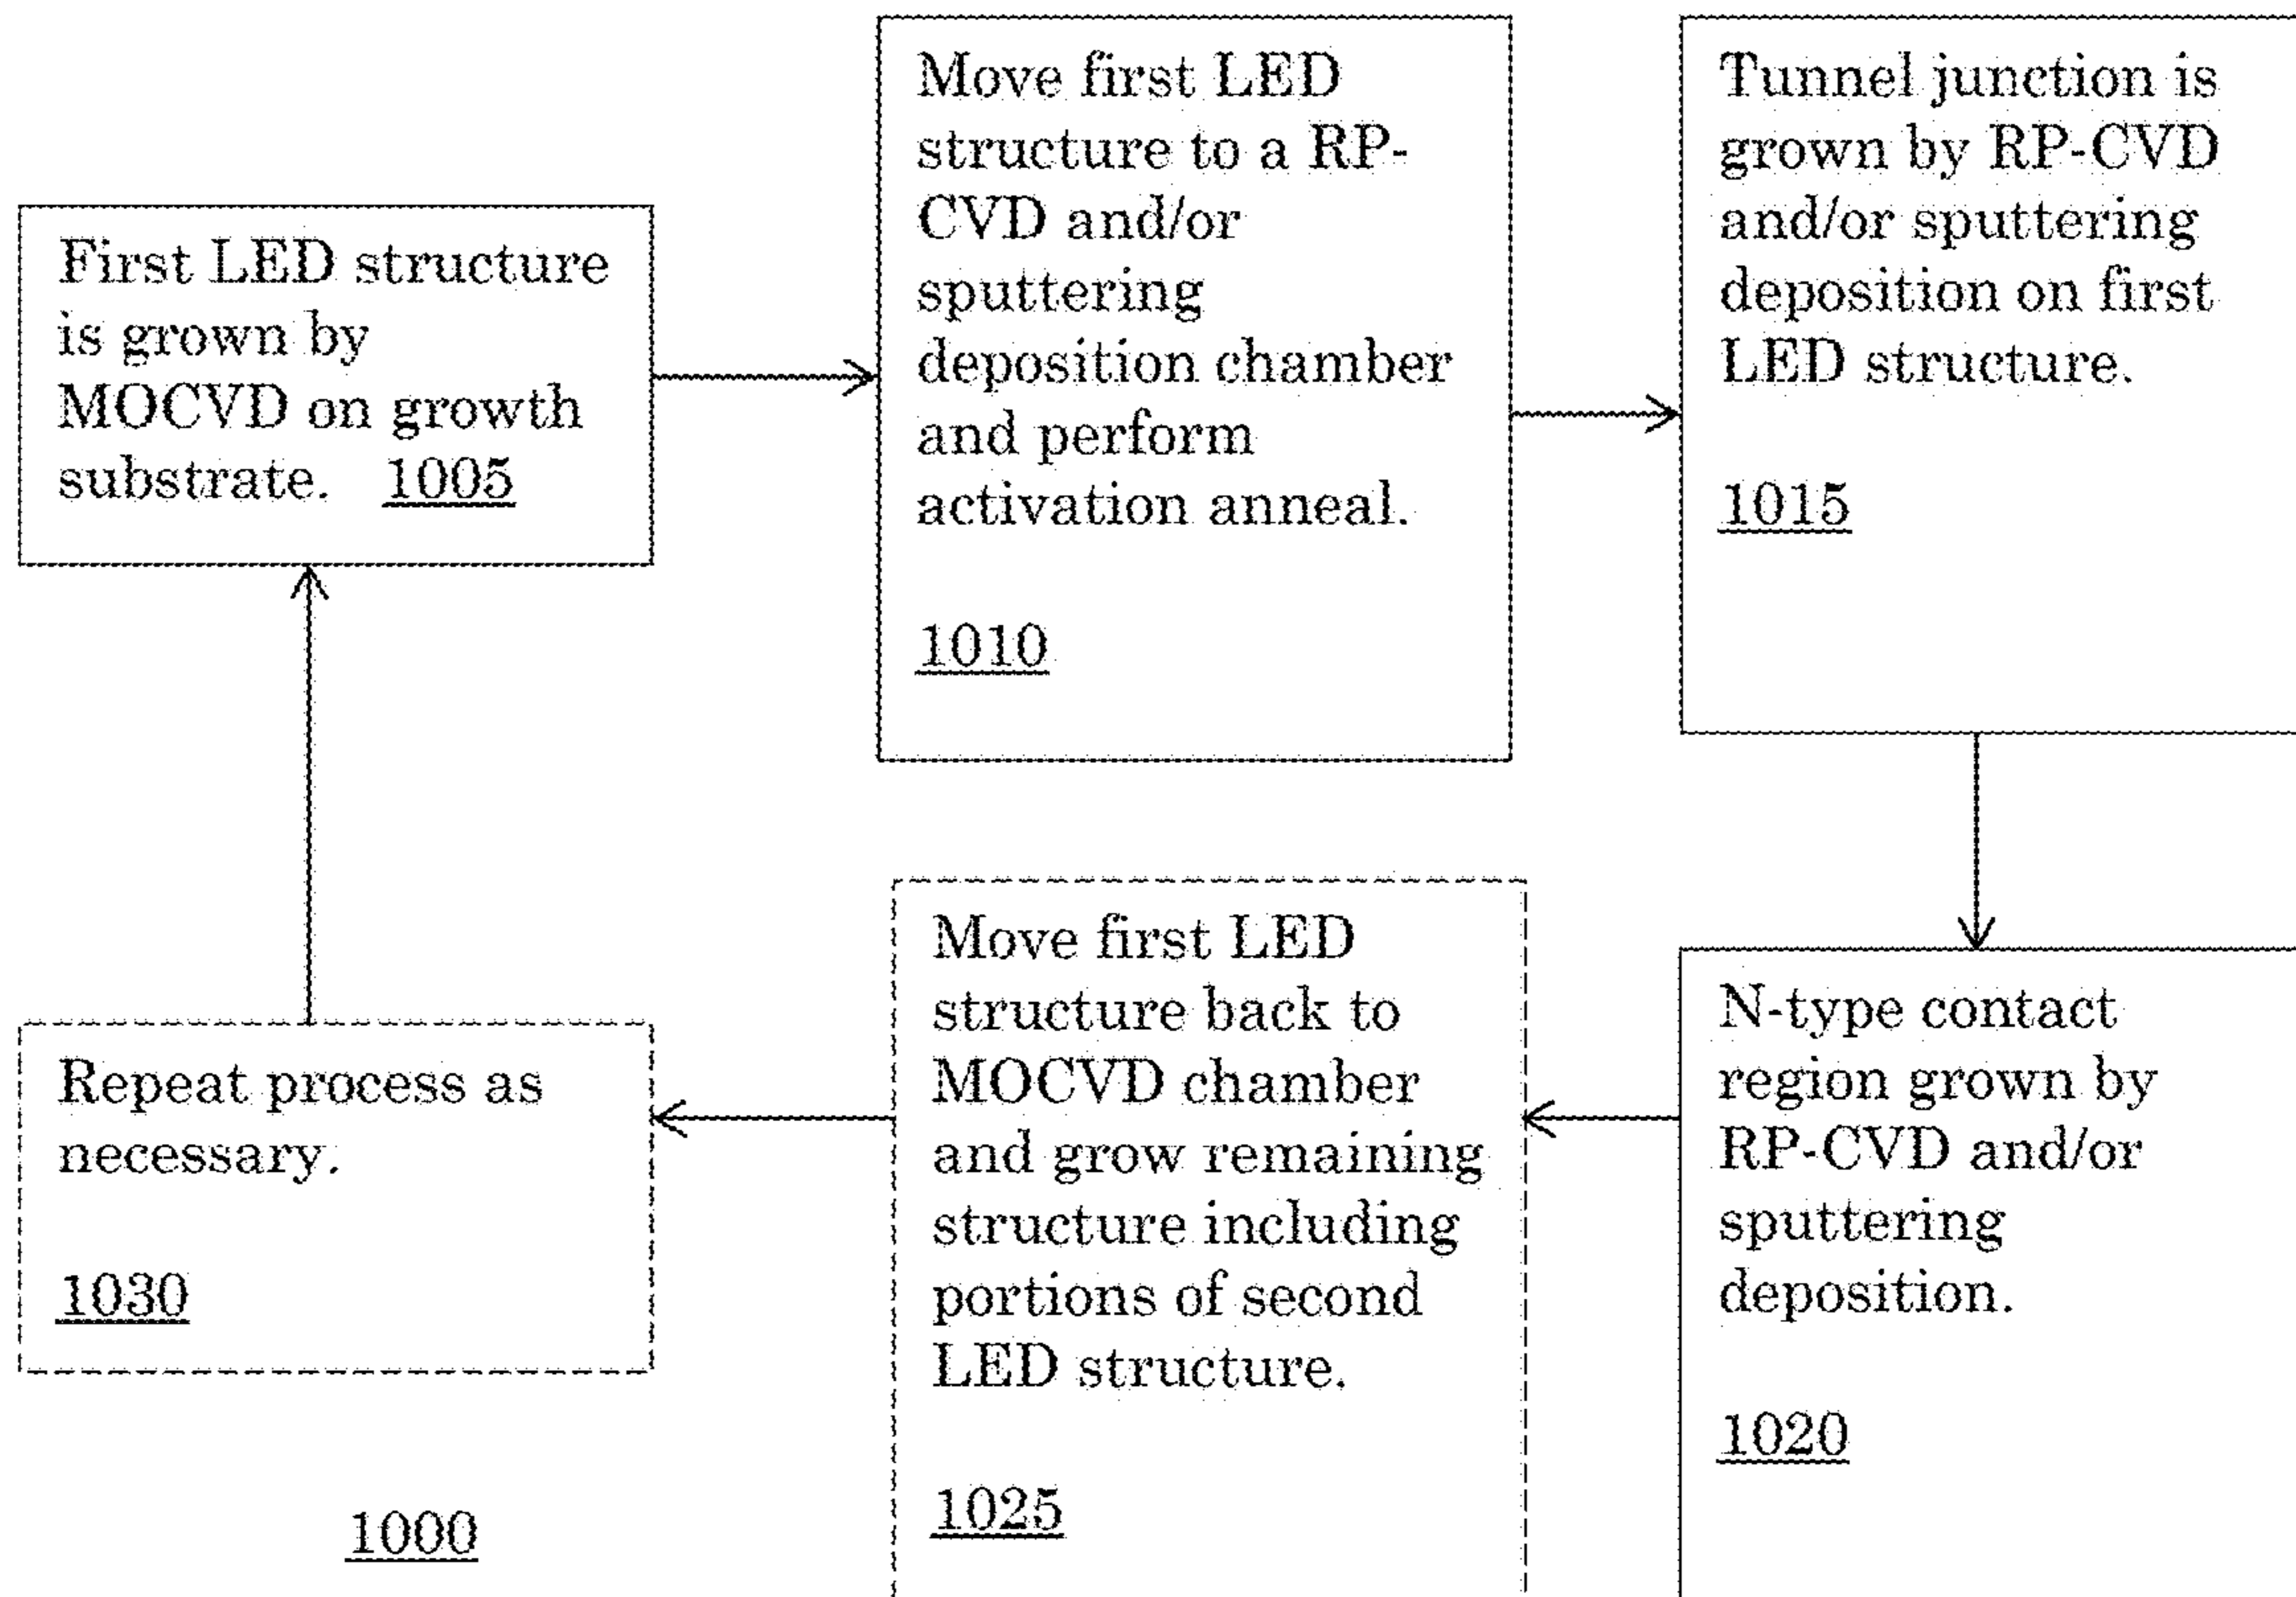 First LED structure
is grown by
MOCVD on growth
substrate. 1005
Move first LED
structure to a RP-
CVD and/or
sputtering
deposition chamber
and perform
activation anneal.
1010
Tunnel junction is
grown by RP-CVD
and/or sputtering
deposition on first
LED structure.
1015
N-type contact
region grown by
RP-CVD and/or
sputtering
deposition.
1020
Move first LED
structure back to
MOCVD chamber
and grow remaining
structure including
portions of second
LED structure.
1025
Repeat process as
necessary.
1030
1000